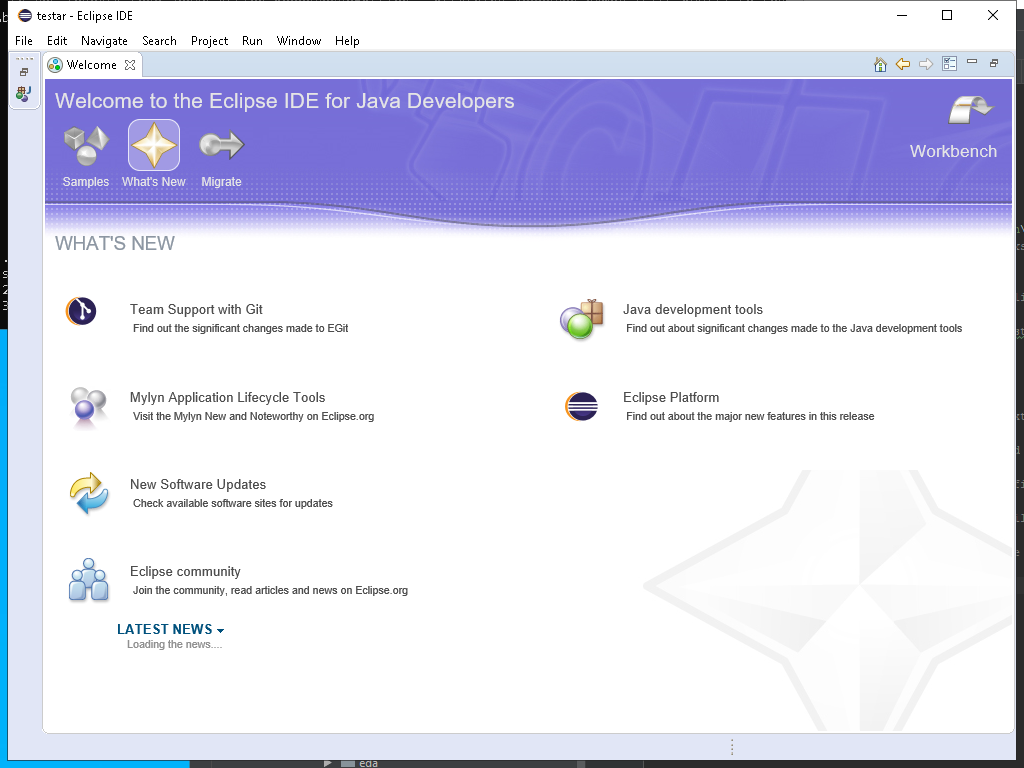 testar - Eclipse IDE
File Edit Navigate Search Project Run Window Help
Welcome
Welcome to the Eclipse IDE for Java Developers
Workbench
Samples What's New Migrate
WHAT'S NEW
Team Support with Git
Find out the significant changes made to EGit
Java development tools
Find out about significant changes made to the Java development tools
Mylyn Application Lifecycle Tools
Visit the Mylyn New and Noteworthy on Eclipse.org
Eclipse Platform
Find out about the major new features in this release
New Software Updates
Check available software sites for updates
Eclipse community
Join the community, read articles and news on Eclipse.org
LATEST NEWS
Loading the news....
eda